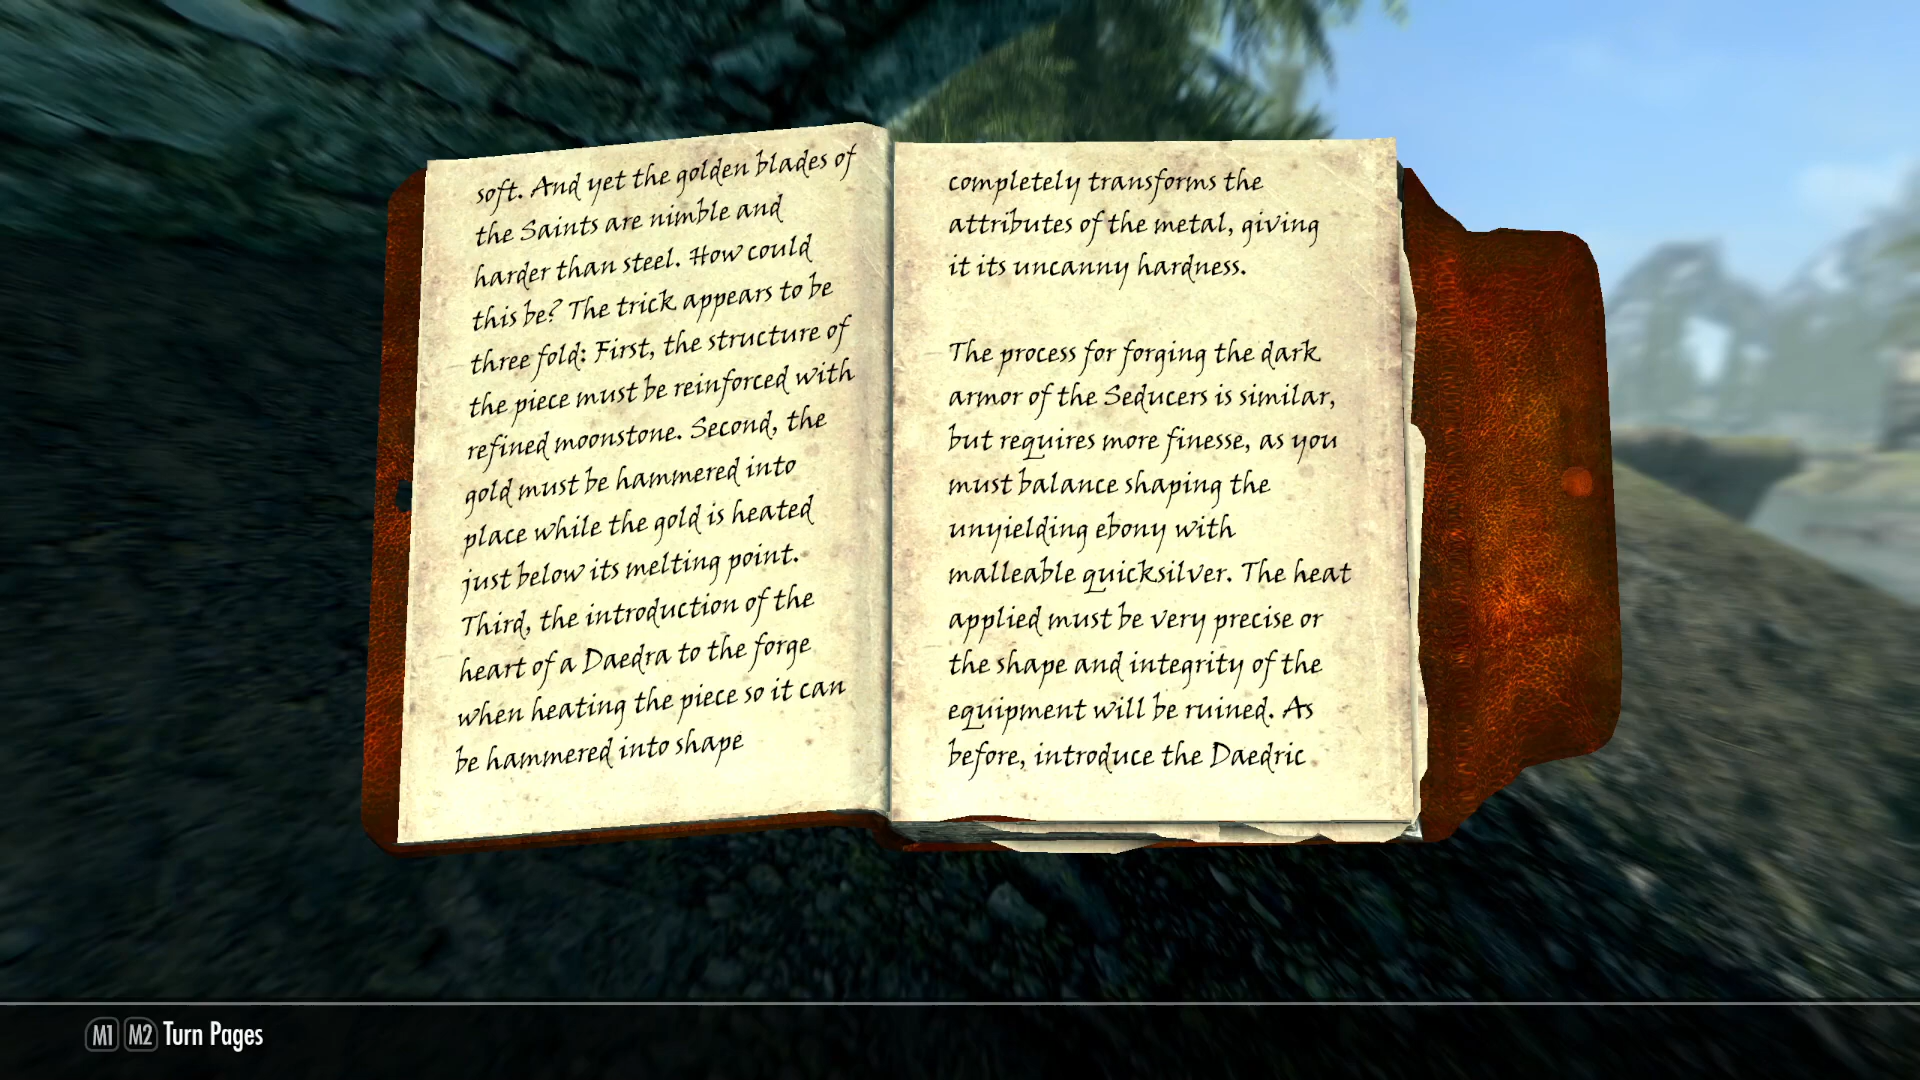 soft. And yet the golden blades of
the Saints are nimble and
harder than steel. How could
this be? The trick appears to be
three fold: First, the structure of
the piece must be reinforced with
refined moonstone. Second, the
gold must be hammered into
place while the gold is heated
just below its melting point.
Third, the introduction of the
heart of a Daedra to the forge
when heating the piece so it can
be hammered into shape
completely transforms the
attributes of the metal, giving
it its uncanny hardness.
The process for forging the dark
armor of the Seducers is similar,
but requires more finesse, as you
must balance shaping the
unyielding ebony with
malleable quicksilver. The heat
applied must be very precise or
the shape and integrity of the
equipment will be ruined. As
before, introduce the Daedric
M1 M2 Turn Pages